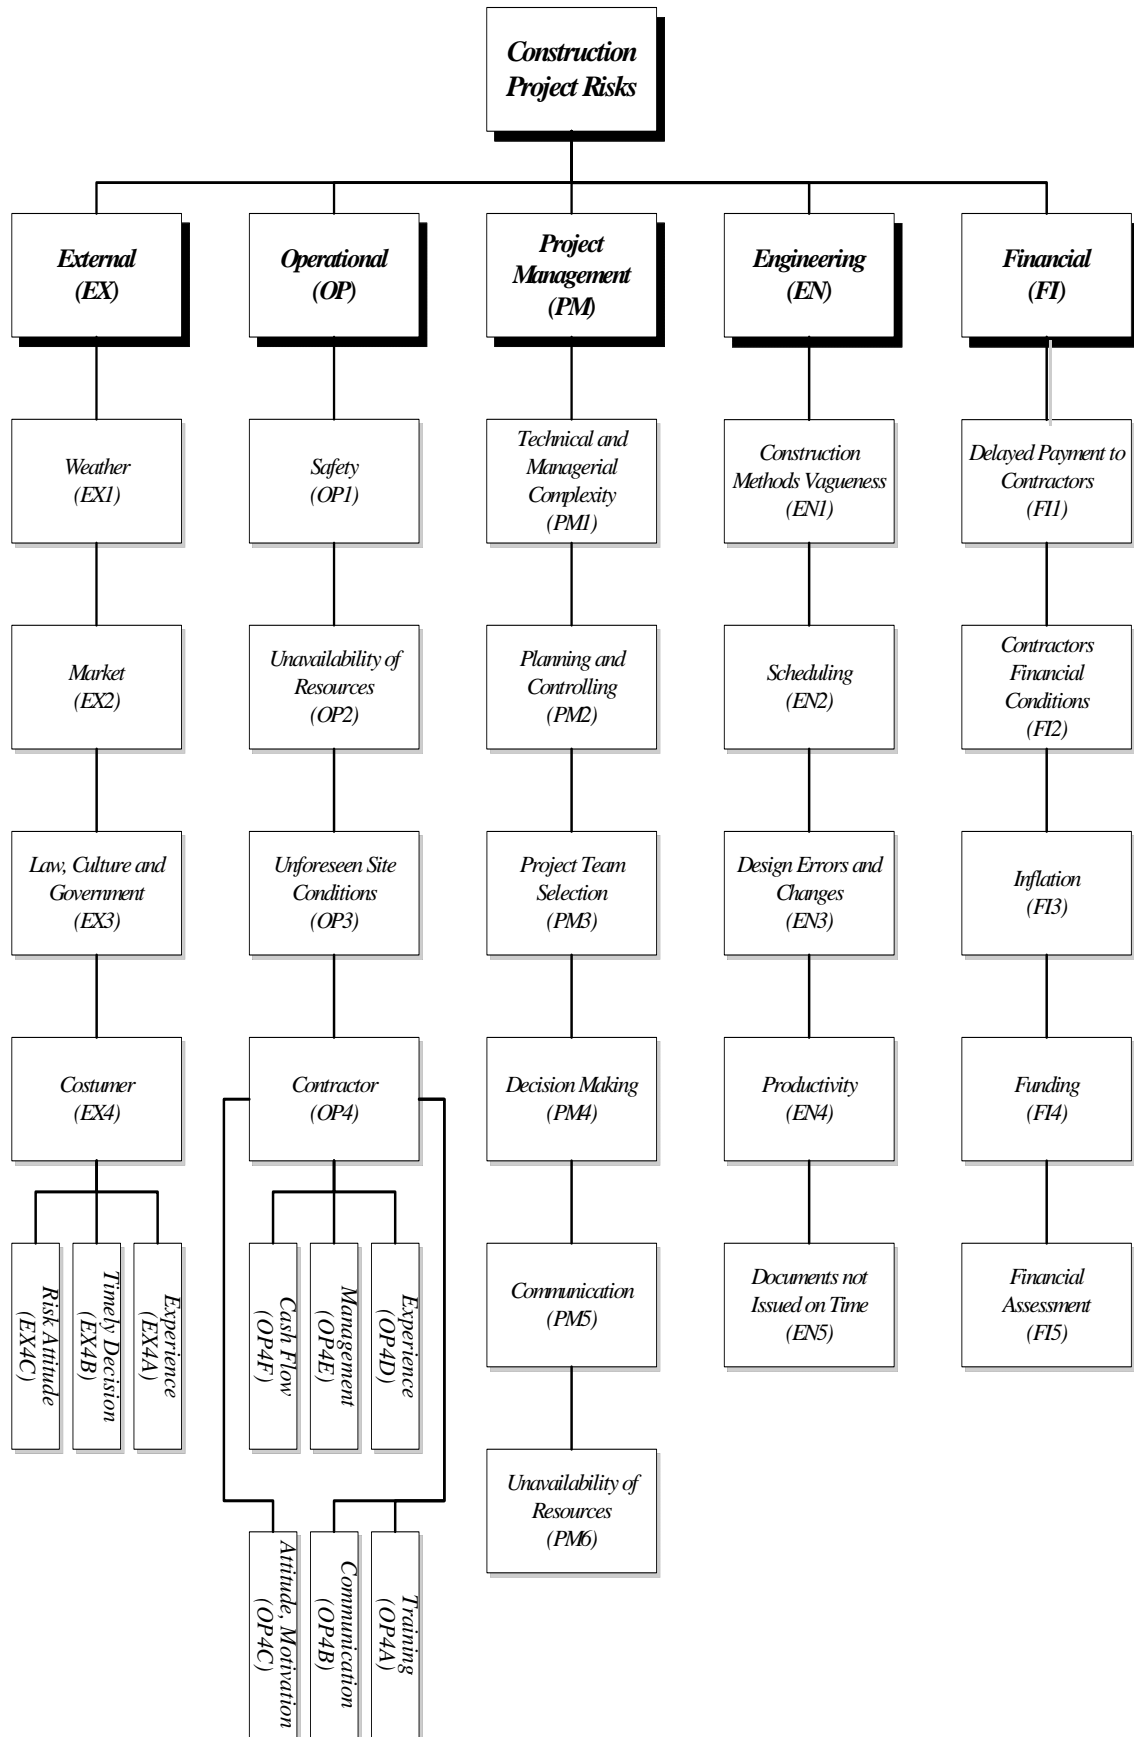 Construction
Project Risks
External
(EX)
Operational
(OP)
Project
Management
(PM)
Engineering
(EN)
Financial
(FI)
Weather
(EX1)
Safety
(OP1)
Technical and
Managerial
Complexity
(PM1)
Construction
Methods Vagueness
(EN1)
Delayed Payment to
Contractors
(FI1)
Market
(EX2)
Unavailability of
Resources
(OP2)
Planning and
Controlling
(PM2)
Scheduling
(EN2)
Contractors
Financial
Conditions
(FI2)
Law, Culture and
Government
(EX3)
Unforeseen Site
Conditions
(OP3)
Project Team
Selection
(PM3)
Design Errors and
Changes
(EN3)
Inflation
(FI3)
Costumer
(EX4)
Contractor
(OP4)
Decision Making
(PM4)
Productivity
(EN4)
Funding
(FI4)
Risk Attitude
(EX4C)
Timely Decision
(EX4B)
Experience
(EX4A)
Cash Flow
(OP4F)
Management
(OP4E)
Experience
(OP4D)
Communication
(PM5)
Documents not
Issued on Time
(EN5)
Financial
Assessment
(FI5)
Unavailability of
Resources
(PM6)
Attitude, Motivation
(OP4C)
Communication
(OP4B)
Training
(OP4A)